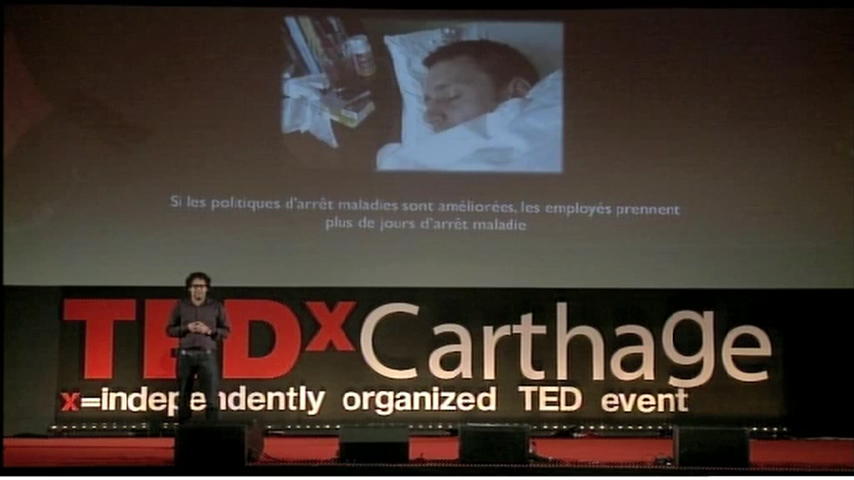 Si les politiques d'arrêt maladies sont améliorées, les employés prennent
plus de jours d'arrêt maladie
TEDxCarthage
x=independently organized TED event